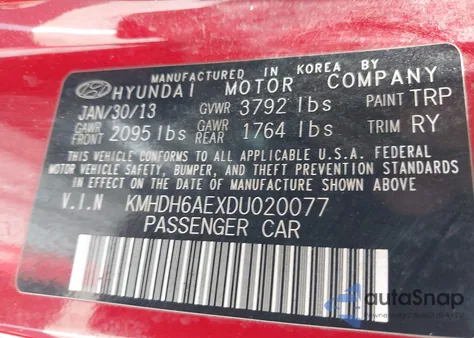 MANUFACTURED IN KOREA BY
HYUNDAI MOTOR COMPANY
JAN/30/13 GVWR 3792 lbs PAINT TRP
GAWR FRONT 2095 lbs GAWR REAR 1764 lbs TRIM RY
THIS VEHICLE CONFORMS TO ALL APPLICABLE U.S.A. FEDERAL
MOTOR VEHICLE SAFETY, BUMPER, AND THEFT PREVENTION STANDARDS
IN EFFECT ON THE DATE OF MANUFACTURE SHOWN ABOVE.
V.I.N KMHDH6AEXDU020077
PASSENGER CAR
autoSnap